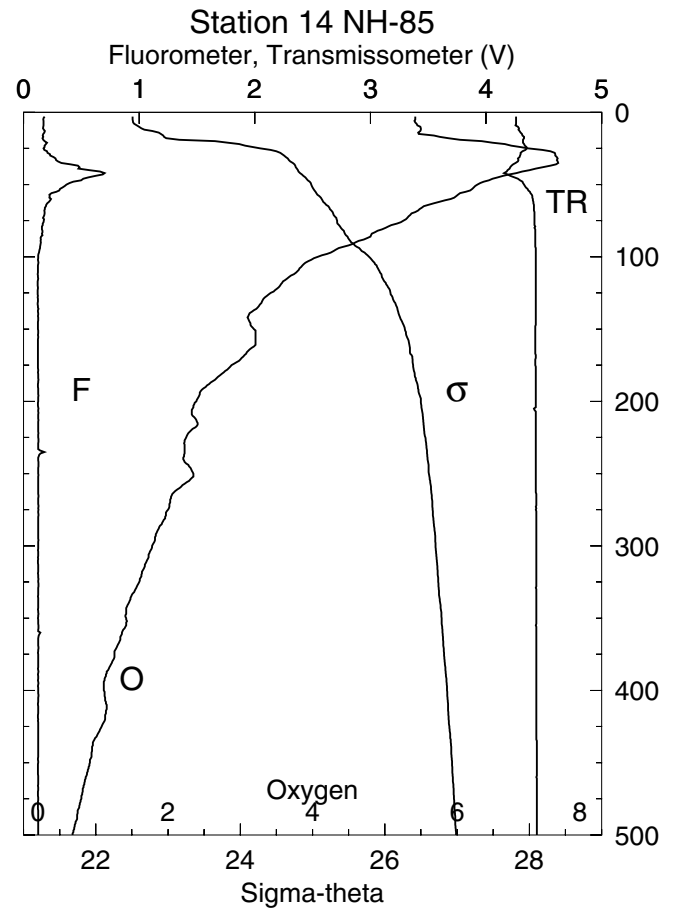 Station 14 NH-85
Fluorometer, Transmissometer (V)
0 1 2 3 4 5
0
TR
100
F σ
200
300
O
400
Oxygen
0 2 4 6 8
500
22 24 26 28
Sigma-theta